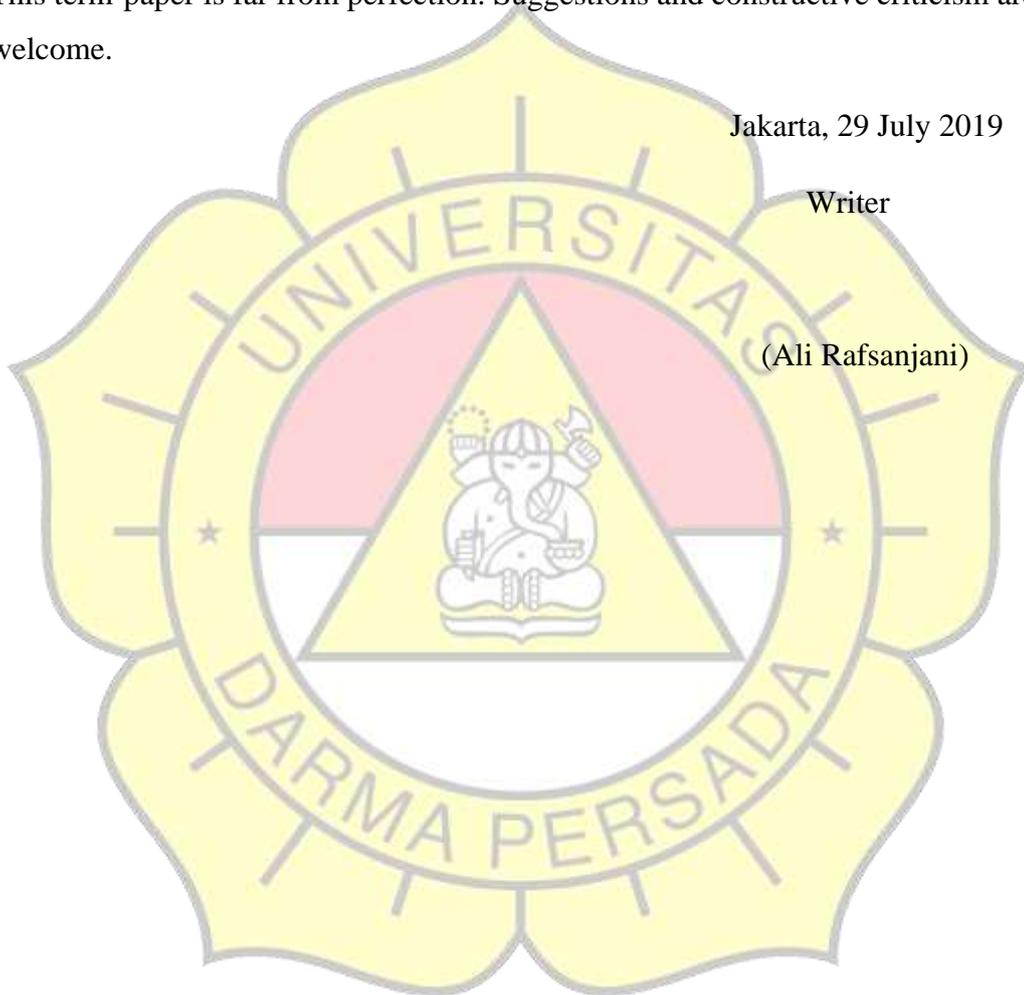 This term paper is far from perfection. Suggestions and constructive criticism are
welcome.
Jakarta, 29 July 2019
Writer
(Ali Rafsanjani)
UNIVERSITAS
DARMA PERSADA